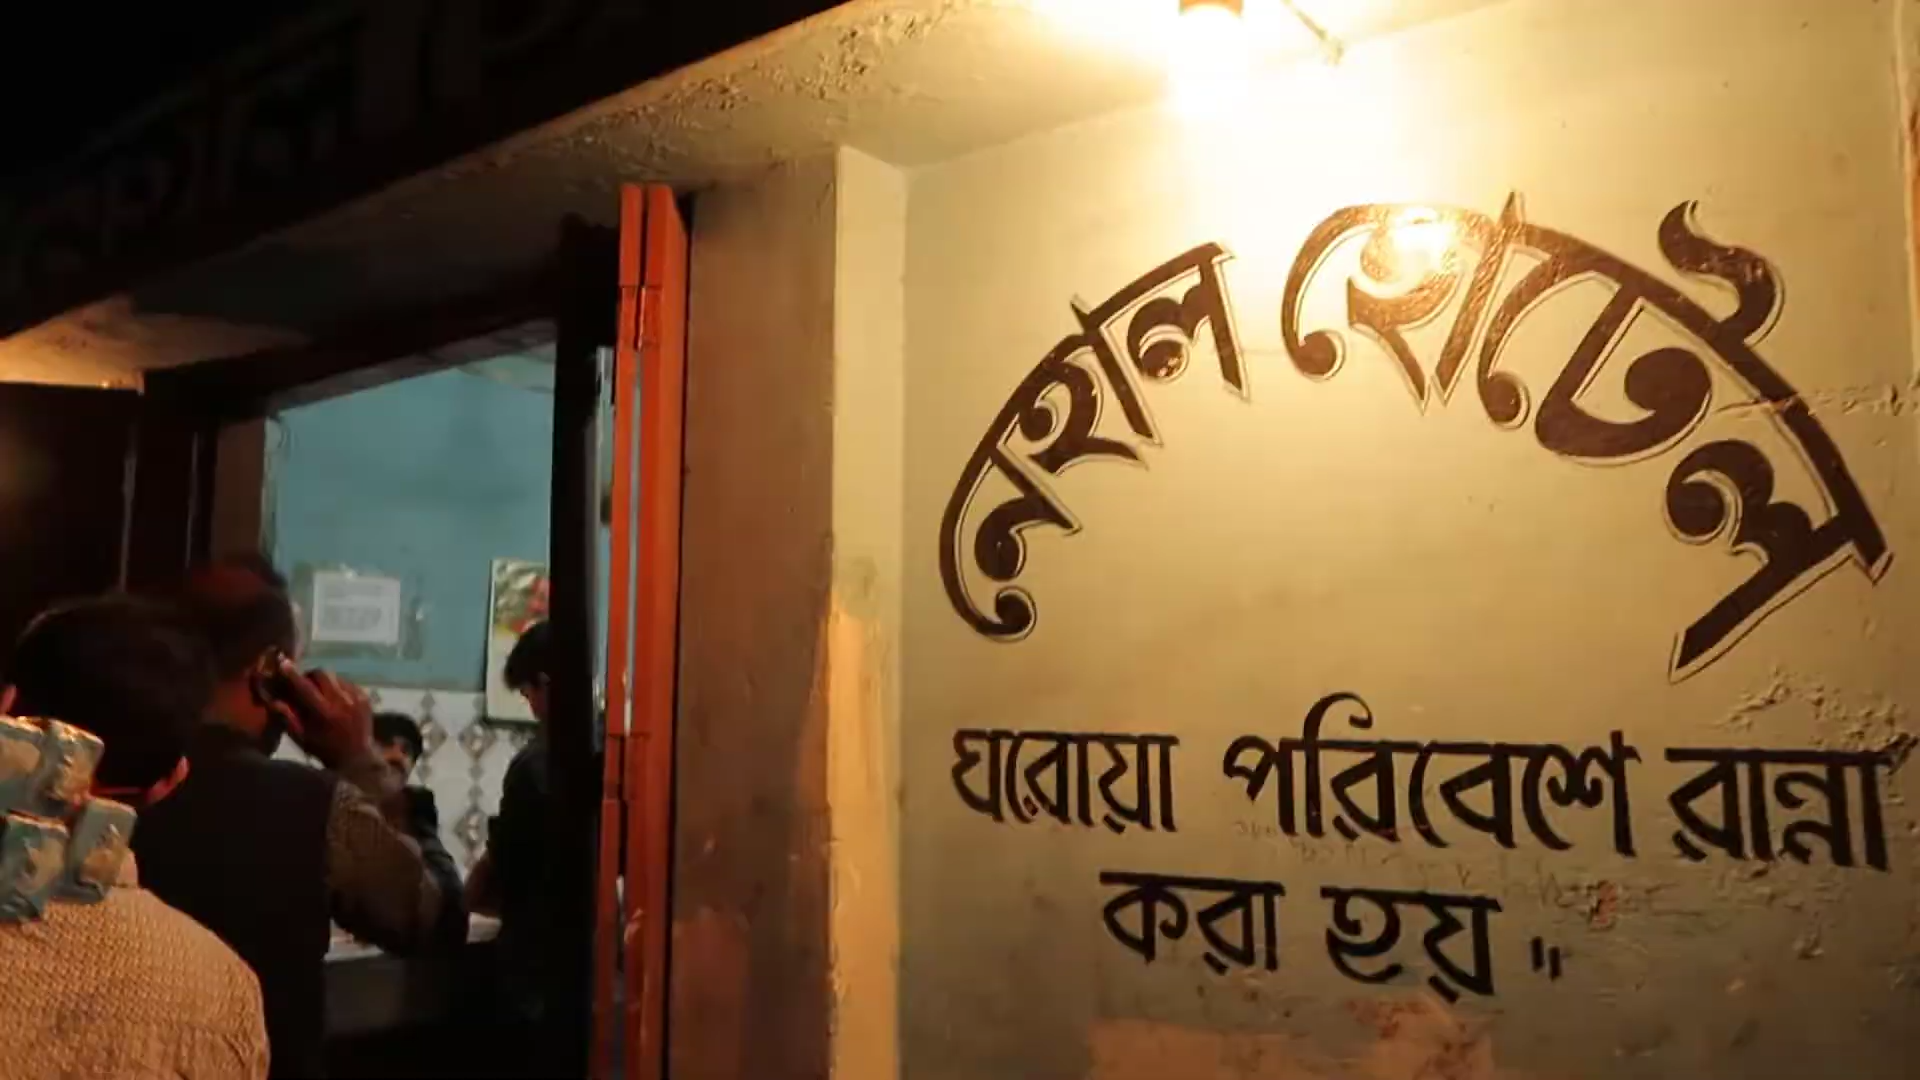 নেহাল হোটেল
ঘরোয়া পরিবেশে রান্না
করা হয়॥